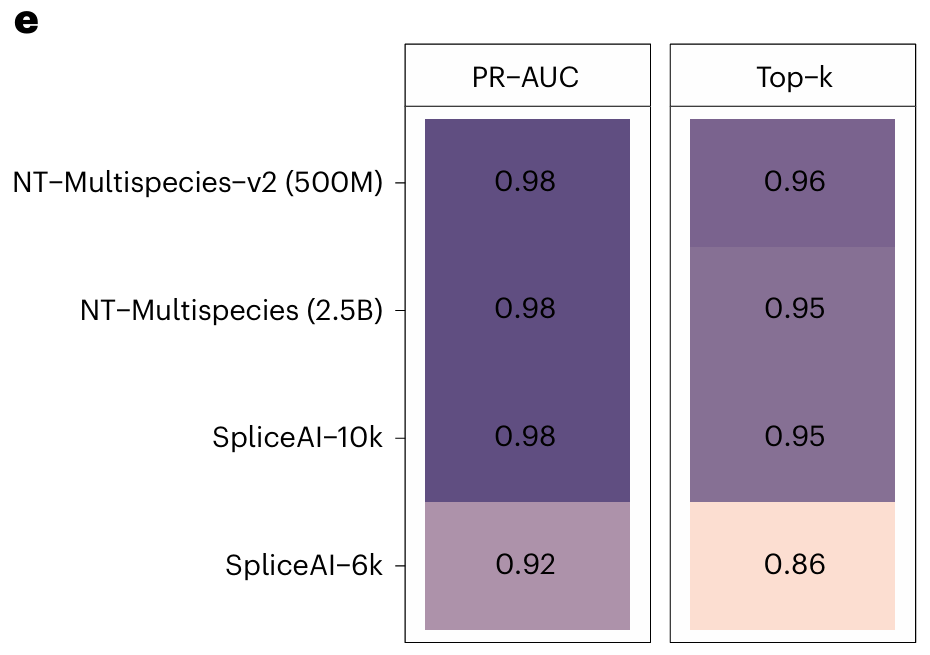 e
PR–AUC Top–k
NT–Multispecies–v2 (500M) 0.98 0.96
NT–Multispecies (2.5B) 0.98 0.95
SpliceAI–10k 0.98 0.95
SpliceAI–6k 0.92 0.86